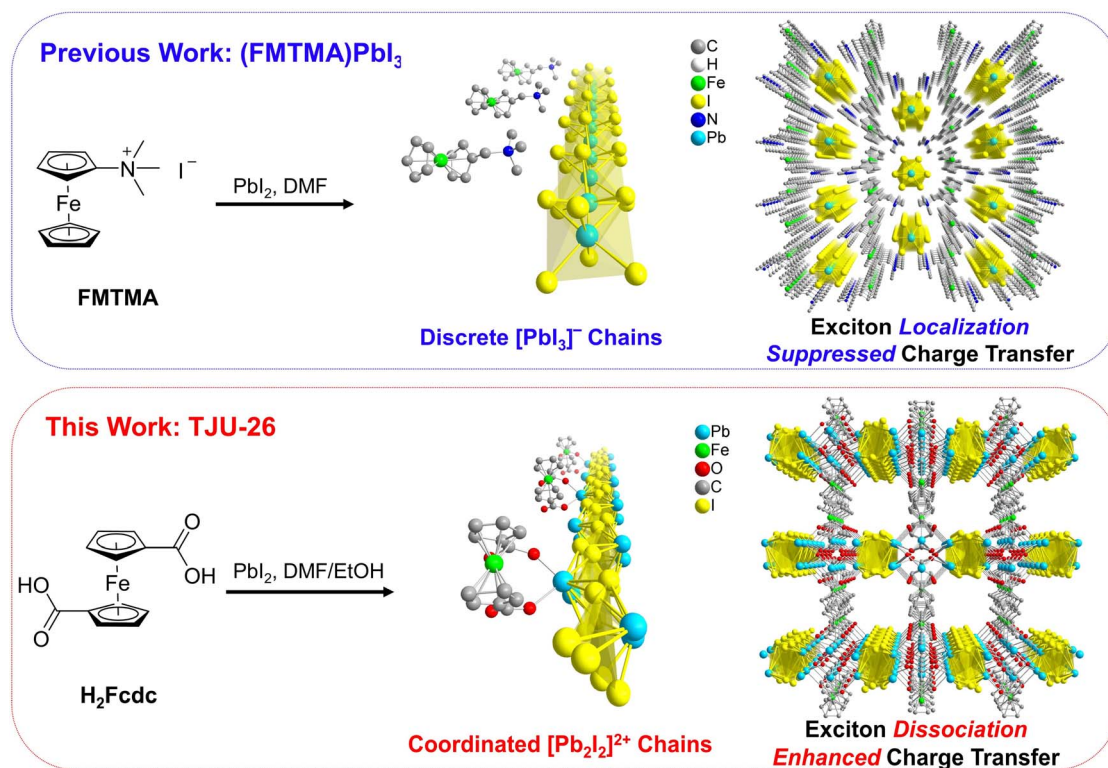 Previous Work: (FMTMA)PbI₃
C
H
Fe
I
N
Pb
N
+
I⁻
Fe
PbI₂, DMF
FMTMA
Discrete [PbI₃]⁻ Chains
Exciton Localization
Suppressed Charge Transfer
This Work: TJU-26
Pb
Fe
O
C
I
O
OH
Fe
HO
O
PbI₂, DMF/EtOH
H₂Fcdc
Coordinated [Pb₂I₂]²⁺ Chains
Exciton Dissociation
Enhanced Charge Transfer